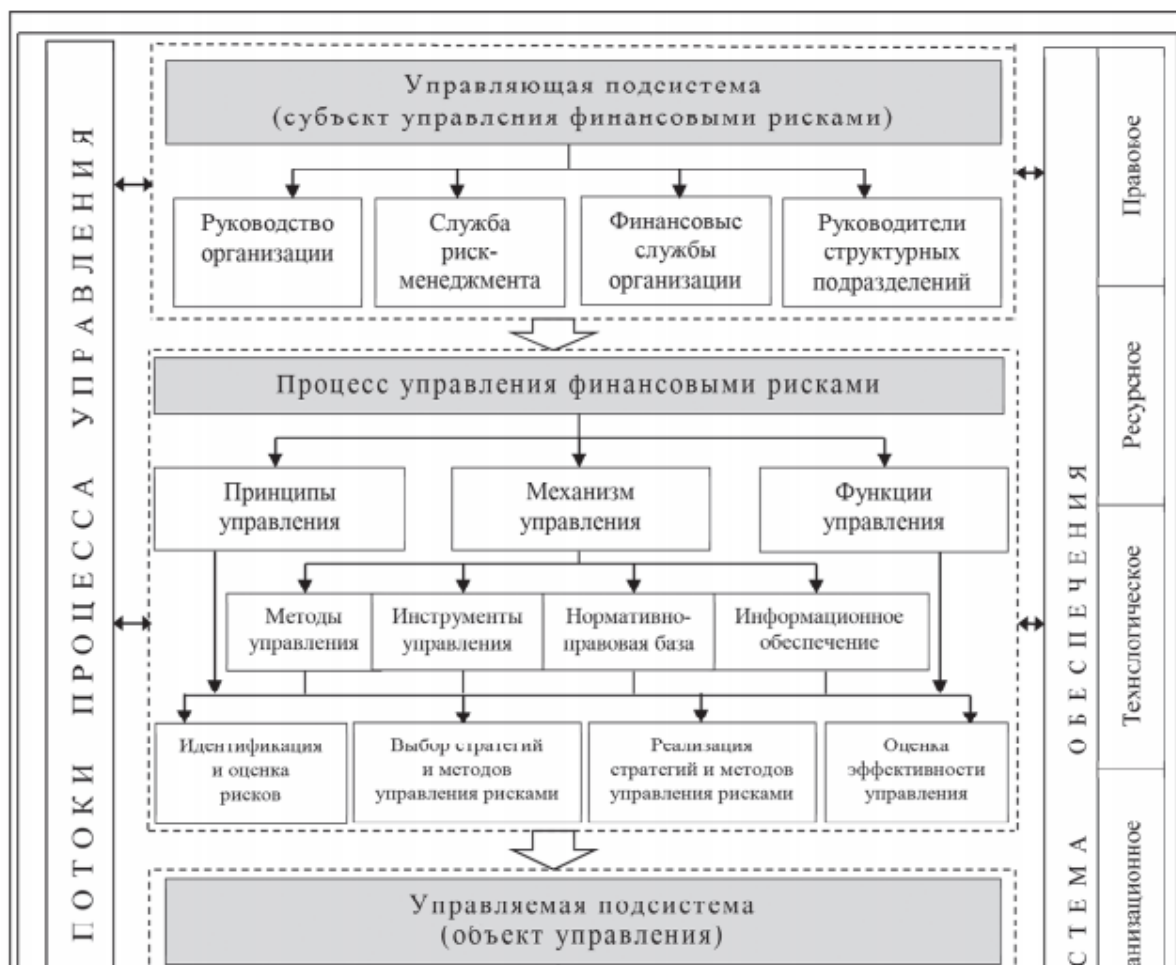 ПОТОКИ ПРОЦЕССА УПРАВЛЕНИЯ
Управляющая подсистема
(субъект управления финансовыми рисками)
Руководство
организации
Служба
риск-
менеджмента
Финансовые
службы
организации
Руководители
структурных
подразделений
Процесс управления финансовыми рисками
Принципы
управления
Механизм
управления
Функции
управления
Методы
управления
Инструменты
управления
Нормативно-
правовая база
Информационное
обеспечение
Идентификация
и оценка
рисков
Выбор стратегий
и методов
управления рисками
Реализация
стратегий и методов
управления рисками
Оценка
эффективности
управления
Управляемая подсистема
(объект управления)
СТЕМА ОБЕСПЕЧЕНИЯ
Правовое
Ресурсное
Технологическое
анизационное